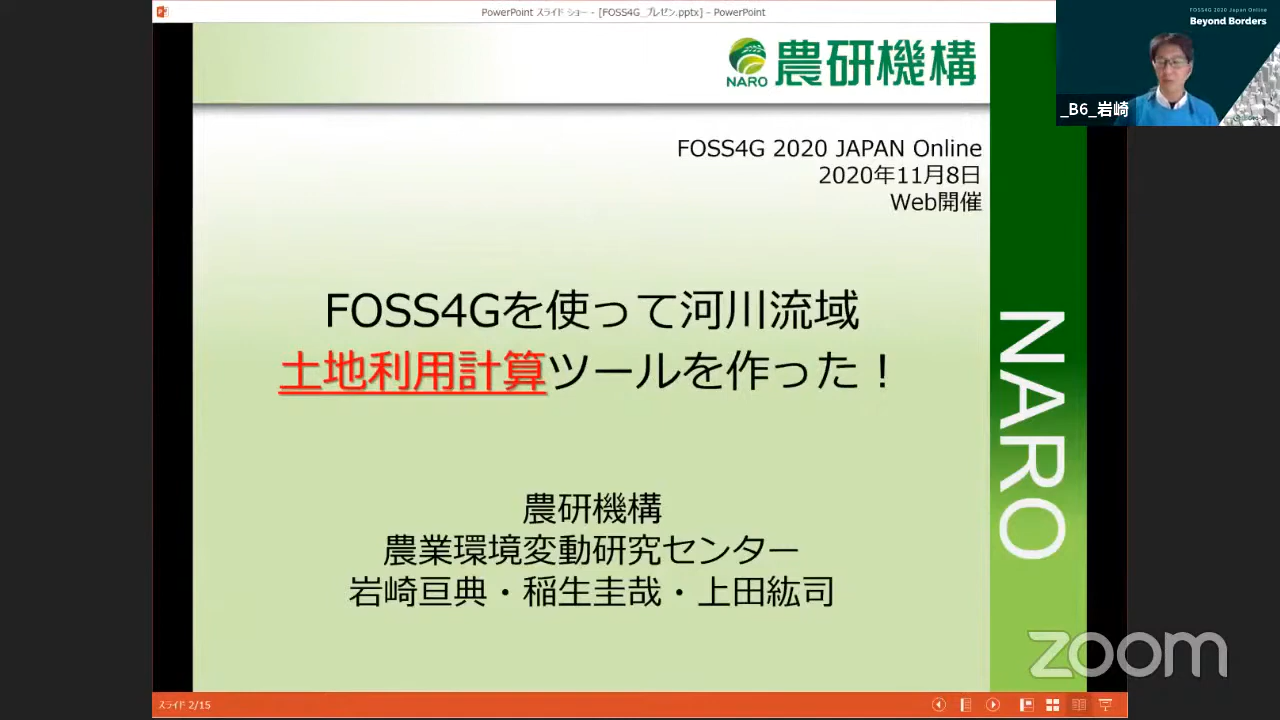 PowerPoint スライド ショー - [FOSS4G_プレゼン.pptx] - PowerPoint
FOSS4G 2020 Japan Online
Beyond Borders
_B6_岩崎
NARO 農研機構
FOSS4G 2020 JAPAN Online
2020年11月8日
Web開催
FOSS4Gを使って河川流域
土地利用計算ツールを作った！
農研機構
農業環境変動研究センター
岩崎亘典・稲生圭哉・上田紘司
NARO
zoom
スライド 2/15